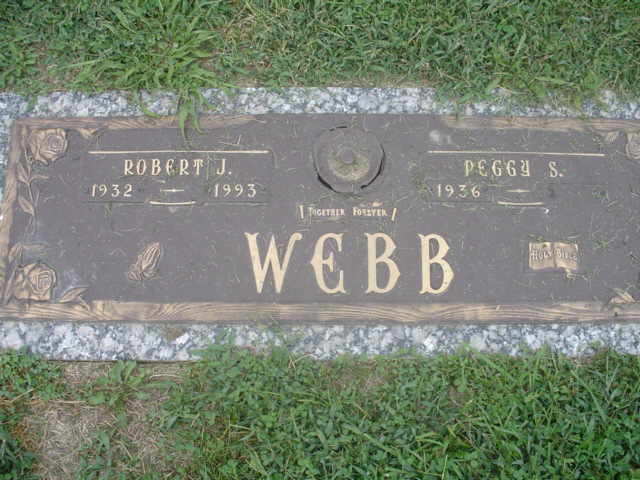 ROBERT J.
1932 - 1993
PEGGY S.
1936 -
TOGETHER FOREVER
WEBB
HOLY BIBLE